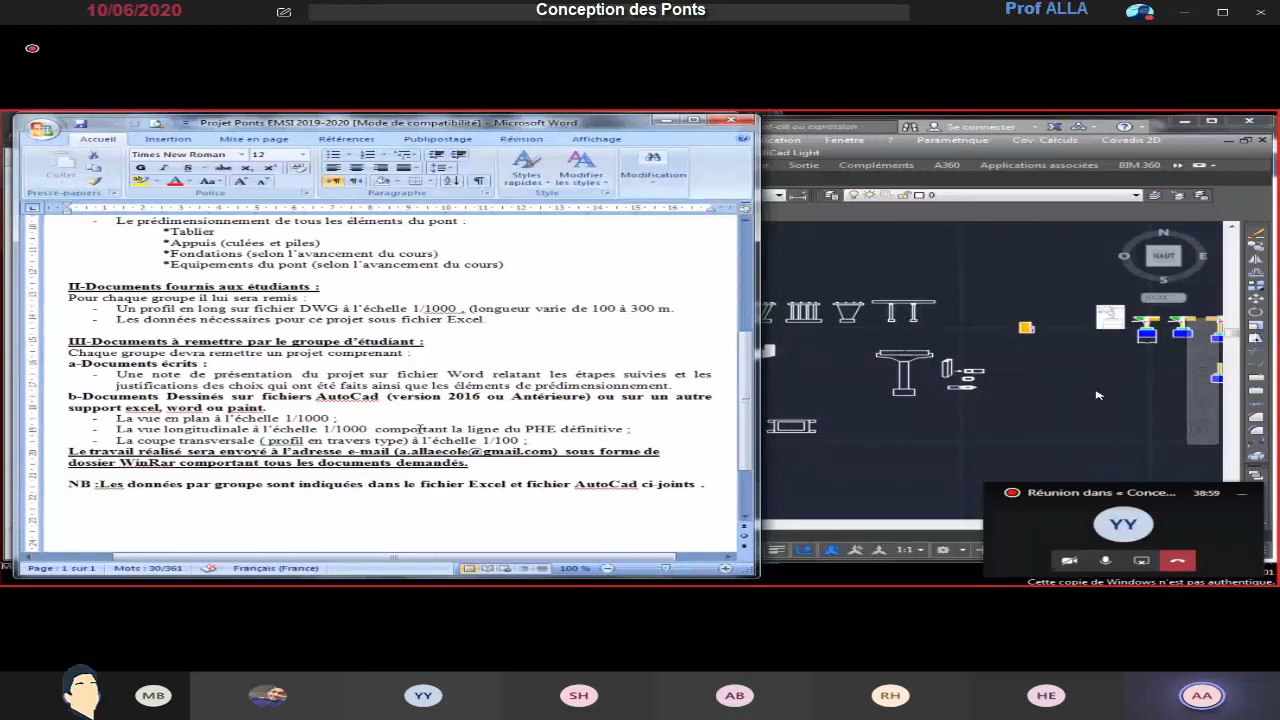 10/06/2020
Conception des Ponts
Prof ALLA
Projet Ponts EMSI 2019-2020 [Mode de compatibilité] - Microsoft Word
Accueil
Insertion
Mise en page
Références
Publipostage
Révision
Affichage
Times New Roman
12
Coller
Styles rapides
Modifier les styles
Modification
Presse-papiers
Police
Paragraphe
Style
- Le prédimensionnement de tous les éléments du pont :
*Tablier
*Appuis (culées et piles)
*Fondations (selon l'avancement du cours)
*Equipements du pont (selon l'avancement du cours)
II-Documents fournis aux étudiants :
Pour chaque groupe il lui sera remis :
- Un profil en long sur fichier DWG à l'échelle 1/1000 , (longueur varie de 100 à 300 m.
- Les données nécessaires pour ce projet sous fichier Excel.
III-Documents à remettre par le groupe d'étudiant :
Chaque groupe devra remettre un projet comprenant :
a-Documents écrits :
- Une note de présentation du projet sur fichier Word relatant les étapes suivies et les
justifications des choix qui ont été faits ainsi que les éléments de prédimensionnement.
b-Documents Dessinés sur fichiers AutoCad (version 2016 ou Antérieure) ou sur un autre
support excel, word ou paint.
- La vue en plan à l'échelle 1/1000 ;
- La vue longitudinale à l'échelle 1/1000 comportant la ligne du PHE définitive ;
- La coupe transversale ( profil en travers type) à l'échelle 1/100 ;
Le travail réalisé sera envoyé à l'adresse e-mail (a.allaecole@gmail.com) sous forme de
dossier WinRar comportant tous les documents demandés.
NB :Les données par groupe sont indiquées dans le fichier Excel et fichier AutoCad ci-joints .
Page : 1 sur 1
Mots : 30/361
Français (France)
100 %
ou expression
Se connecter
Fenêtre
Paramétrique
Cov. Calculs
Covadis 2D
Sortie
Compléments
A360
Applications associées
BIM 360
0
N
O
HAUT
E
S
1:1
Réunion dans « Conce...
38:59
YY
Cette copie de Windows n'est pas authentique.
MB
YY
SH
AB
RH
HE
AA